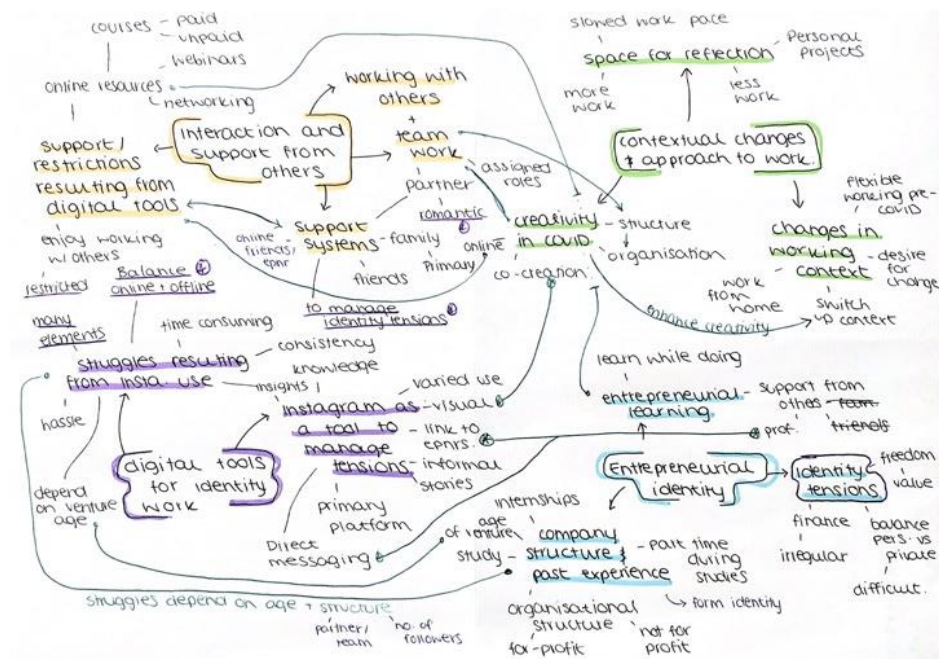 courses - paid
unpaid
webinars
online resources
networking
support/
restrictions
resulting from
digital tools
enjoy working
w/ others
restricted
Balance
online + offline
many
elements
interaction and
support from
others
working with
others
+
team
work
assigned
roles
partner
romantic
support
systems
family
primary
friends
online
friends/
epnr
to manage
identity tensions
slowed work pace
space for reflection
personal
projects
more
work
less
work
contextual changes
& approach to work.
creativity
in covid
online
co-creation
structure
organisation
flexible
working pre-
covid
changes in
working
context
desire
for
change
work
from
home
switch
up context
enhance creativity
struggles resulting
from insta use
time consuming
consistency
knowledge
insights
hassle
depend
on venture
age
digital tools
for identity
work
instagram as
a tool to
manage
tensions
varied use
visual
link to
epnrs.
informal
stories
primary
platform
Direct
messaging
struggles depend on age + structure
partner/
team
no. of
followers
learn while doing
entrepreneurial
learning
support from
others
prof.
friends
Entrepreneurial
identity
identity
tensions
freedom
value
finance
irregular
balance
pers. vs
private
difficult.
internships
age
of venture
study
company
structure &
past experience
part time
during
studies
form identity
organisational
structure
for-profit
not for
profit